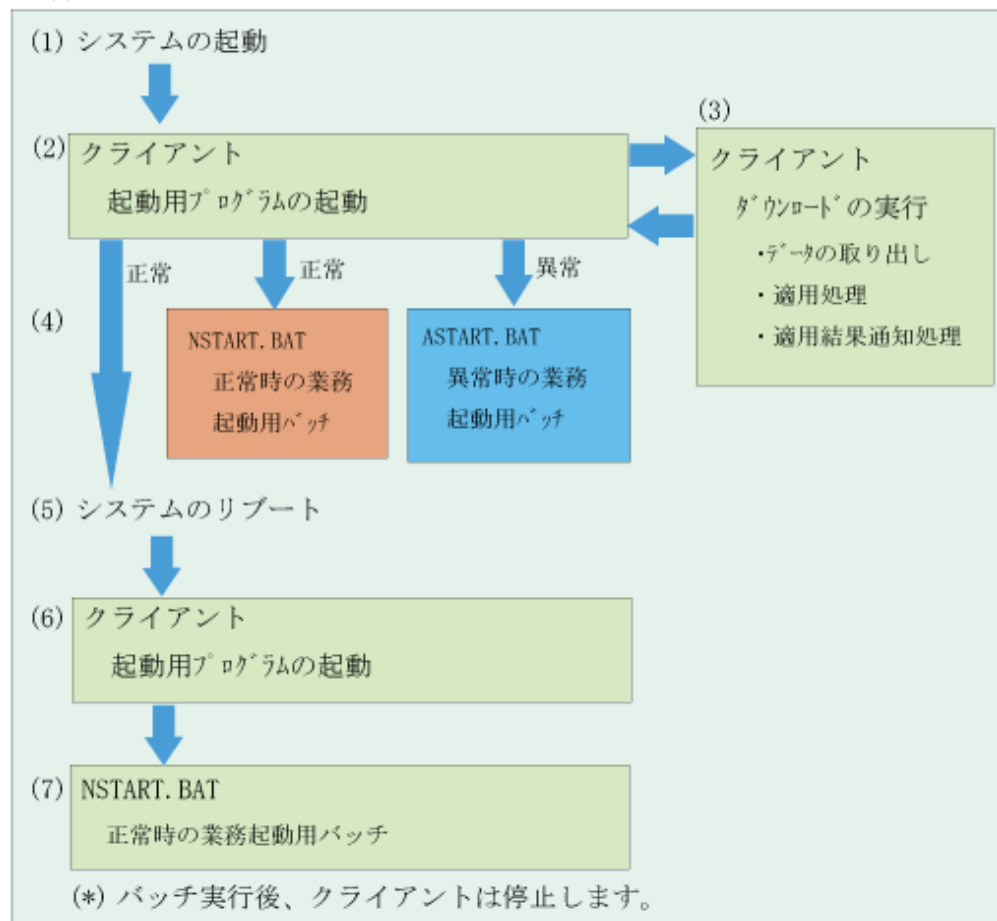 (1) システムの起動
(2) クライアント
起動用ﾌﾟﾛｸﾞﾗﾑの起動
(3)
クライアント
ﾀﾞｳﾝﾛｰﾄﾞの実行
・ﾃﾞｰﾀの取り出し
・適用処理
・適用結果通知処理
正常
正常
異常
(4)
NSTART.BAT
正常時の業務
起動用ﾊﾞｯﾁ
ASTART.BAT
異常時の業務
起動用ﾊﾞｯﾁ
(5) システムのリブート
(6) クライアント
起動用ﾌﾟﾛｸﾞﾗﾑの起動
(7) NSTART.BAT
正常時の業務起動用バッチ
(*) バッチ実行後、クライアントは停止します。